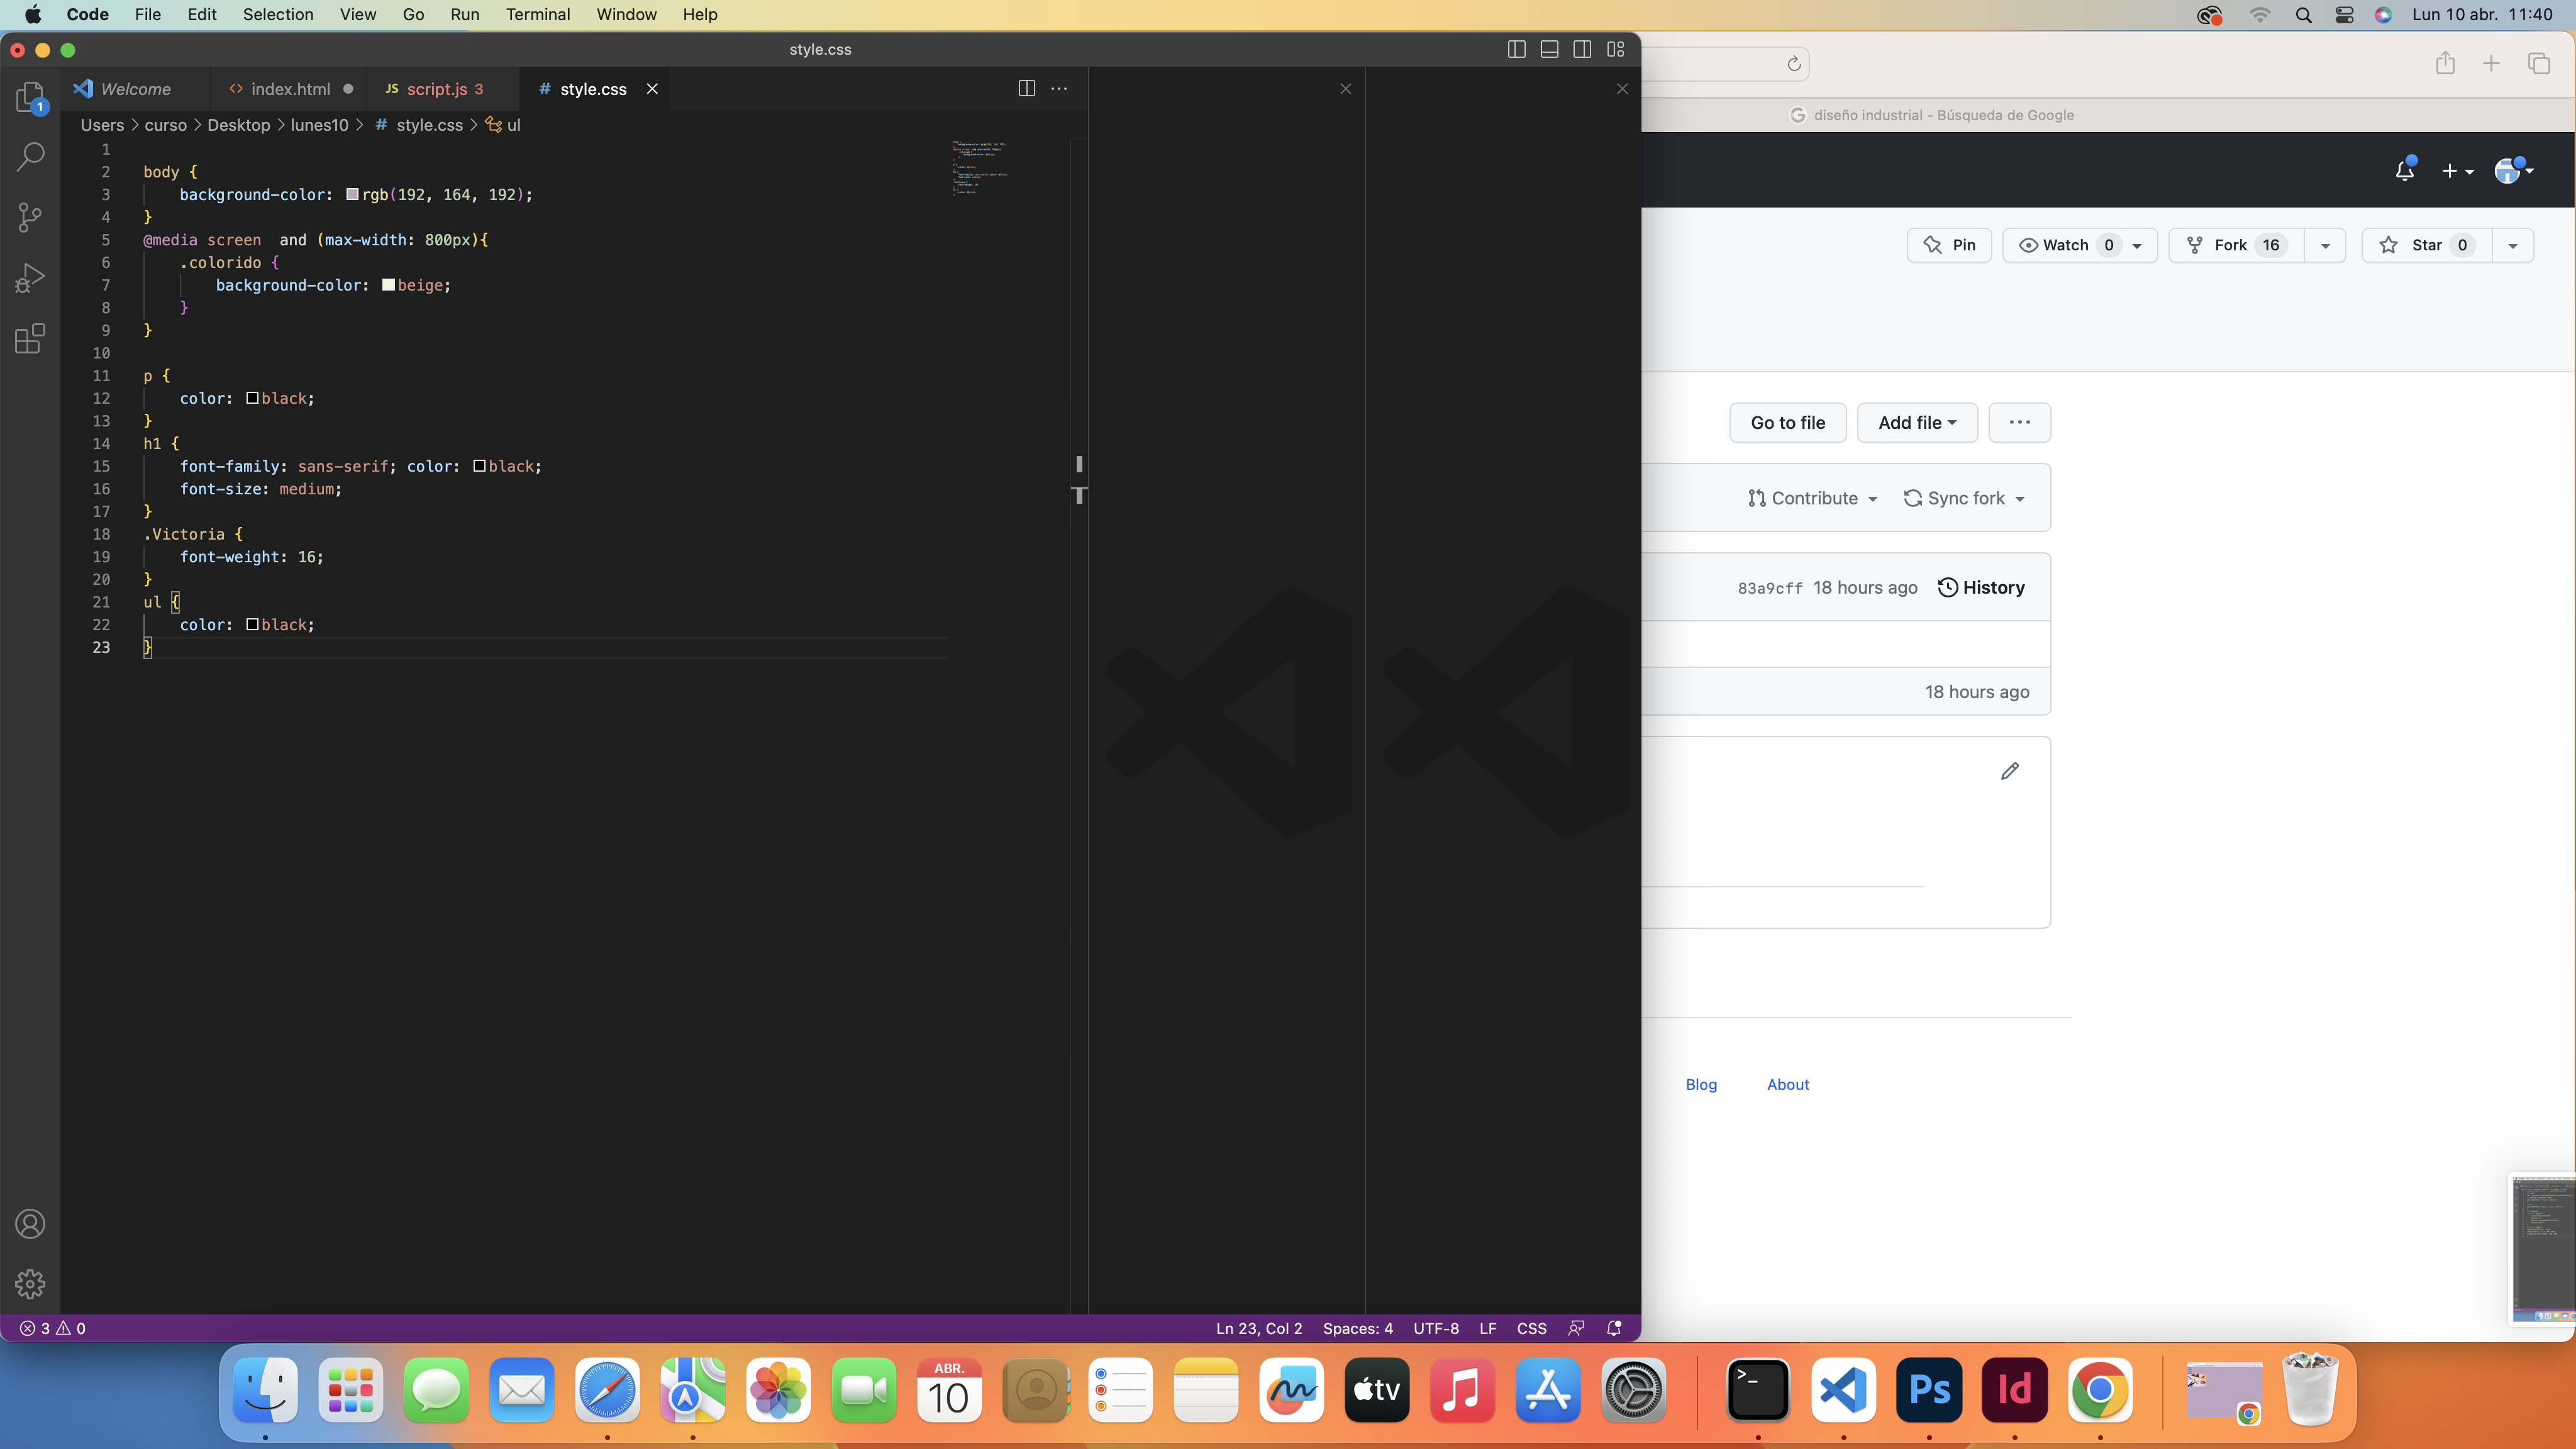 Code File Edit Selection View Go Run Terminal Window Help Lun 10 abr. 11:40
style.css
Welcome index.html JS script.js 3 # style.css
Users > curso > Desktop > lunes10 > # style.css > ul
1
2 body {
3 background-color: rgb(192, 164, 192);
4 }
5 @media screen  and (max-width: 800px){
6 .colorido {
7 background-color: beige;
8 }
9 }
10
11 p {
12 color: black;
13 }
14 h1 {
15 font-family: sans-serif; color: black;
16 font-size: medium;
17 }
18 .Victoria {
19 font-weight: 16;
20 }
21 ul {
22 color: black;
23 }
1
3 0
Ln 23, Col 2 Spaces: 4 UTF-8 LF CSS
diseño industrial - Búsqueda de Google
Pin Watch 0 Fork 16 Star 0
Go to file Add file ...
Contribute Sync fork
83a9cff 18 hours ago History
18 hours ago
Blog About
ABR.
10
tv
>_
Ps
Id